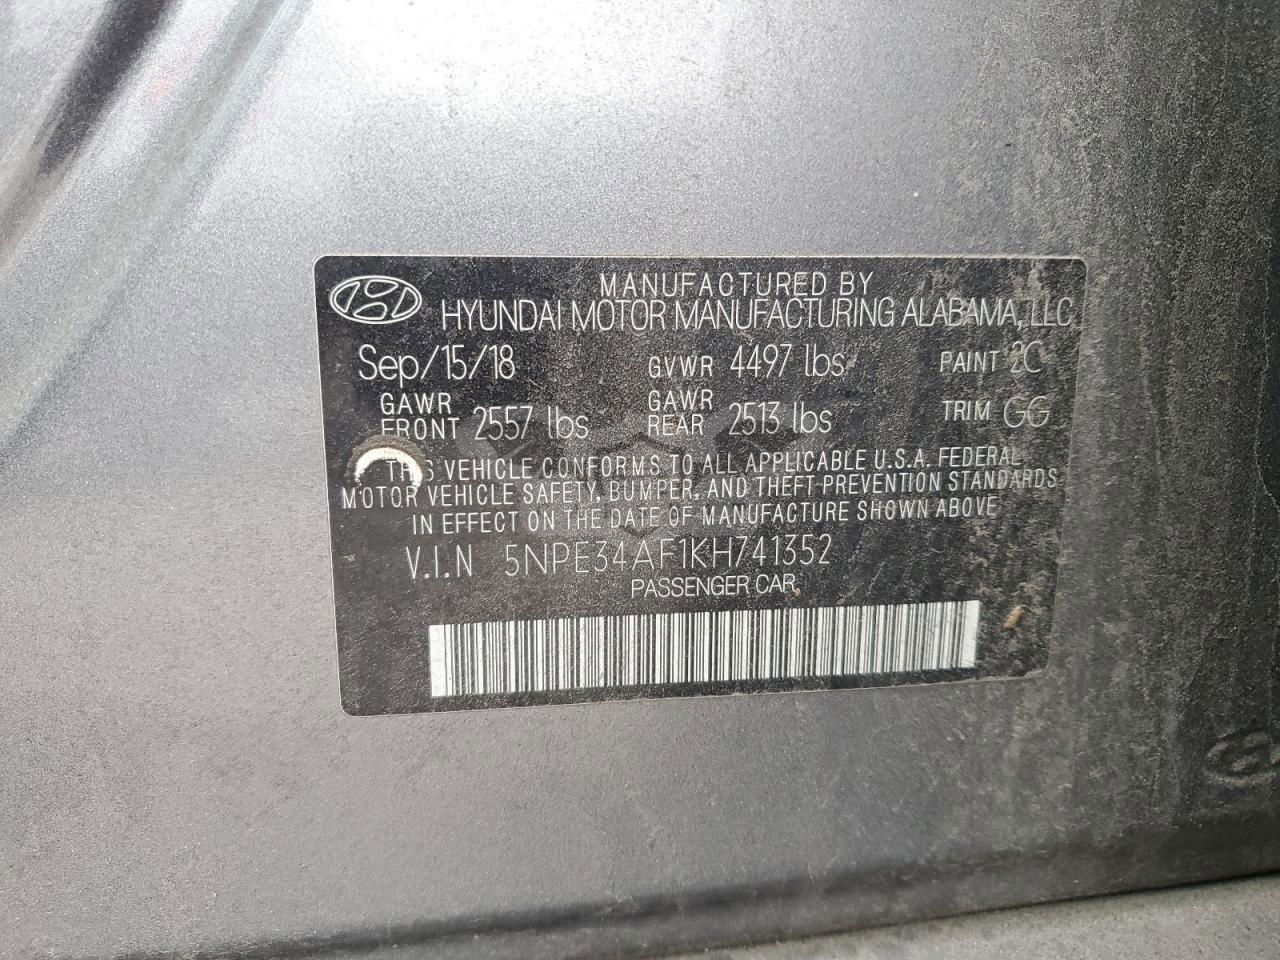 MANUFACTURED BY
HYUNDAI MOTOR MANUFACTURING ALABAMA, LLC
Sep/15/18 GVWR 4497 lbs PAINT 2C
GAWR FRONT 2557 lbs GAWR REAR 2513 lbs TRIM GG
THIS VEHICLE CONFORMS TO ALL APPLICABLE U.S.A. FEDERAL
MOTOR VEHICLE SAFETY, BUMPER, AND THEFT PREVENTION STANDARDS
IN EFFECT ON THE DATE OF MANUFACTURE SHOWN ABOVE
V.I.N 5NPE34AF1KH741352
PASSENGER CAR